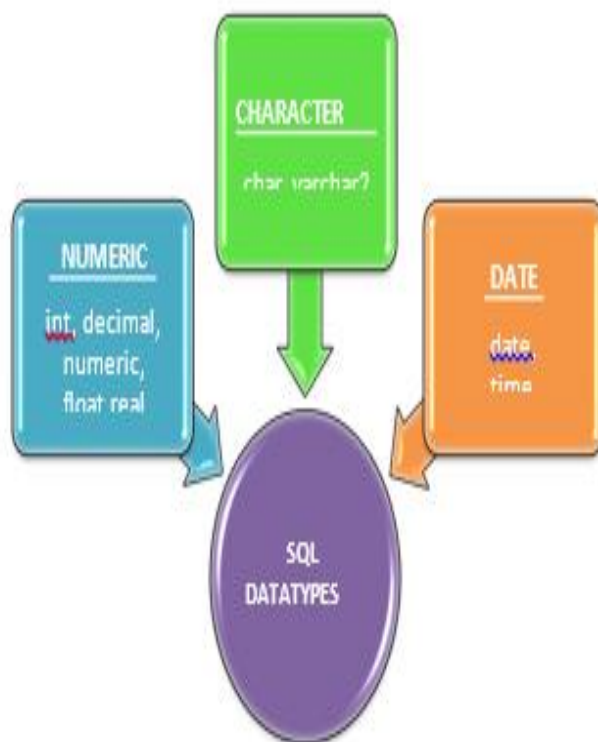 CHARACTER
char varchar2
NUMERIC
int, decimal,
numeric,
float real
DATE
date,
time
SQL
DATATYPES